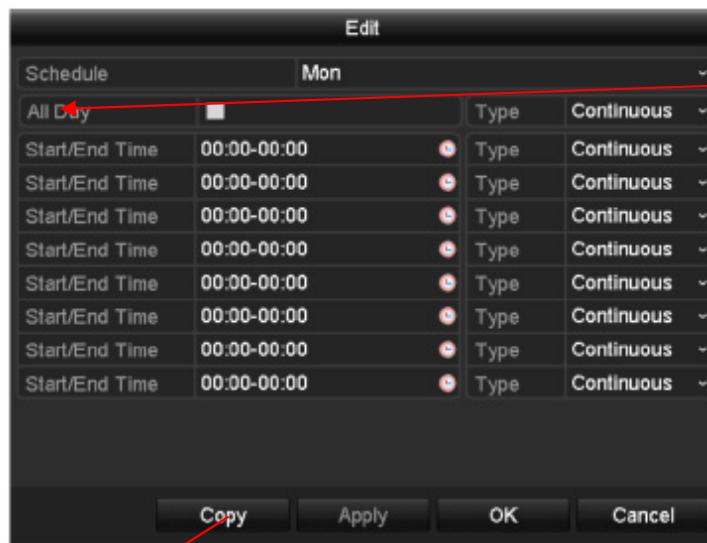 Edit
Schedule Mon
All Day Type Continuous
Start/End Time 00:00-00:00 Type Continuous
Start/End Time 00:00-00:00 Type Continuous
Start/End Time 00:00-00:00 Type Continuous
Start/End Time 00:00-00:00 Type Continuous
Start/End Time 00:00-00:00 Type Continuous
Start/End Time 00:00-00:00 Type Continuous
Start/End Time 00:00-00:00 Type Continuous
Start/End Time 00:00-00:00 Type Continuous
Copy Apply OK Cancel